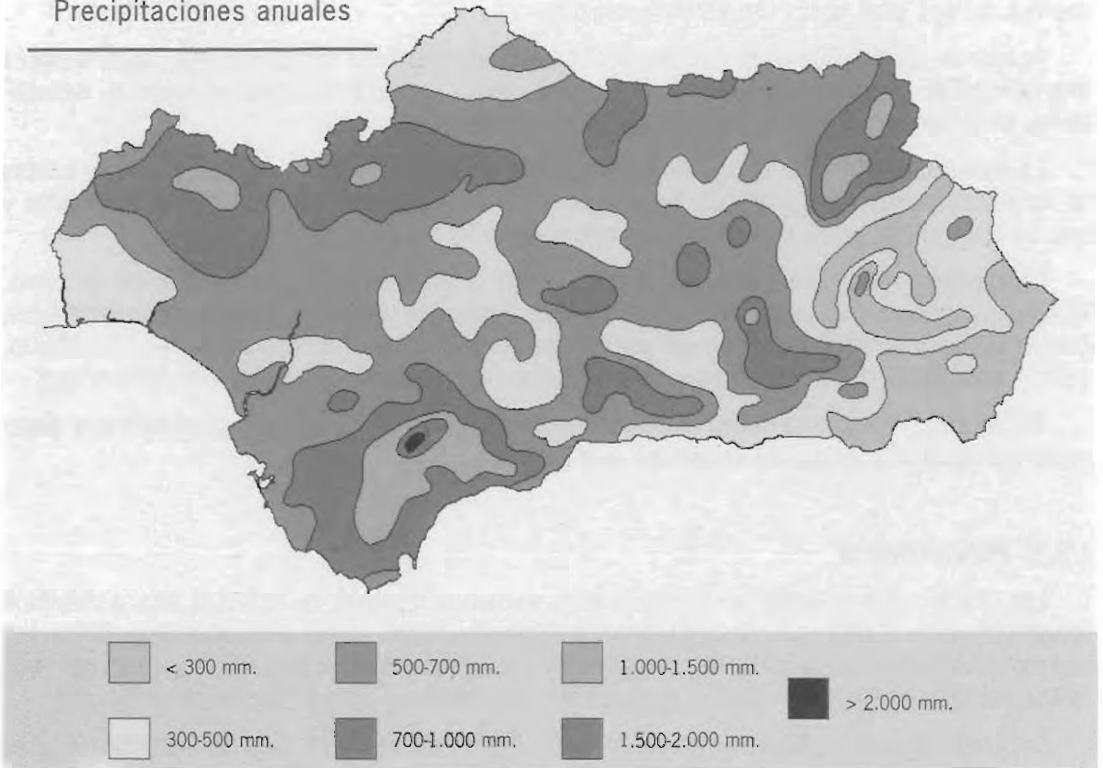 Precipitaciones anuales
< 300 mm.
500-700 mm.
1.000-1.500 mm.
> 2.000 mm.
300-500 mm.
700-1.000 mm.
1.500-2.000 mm.